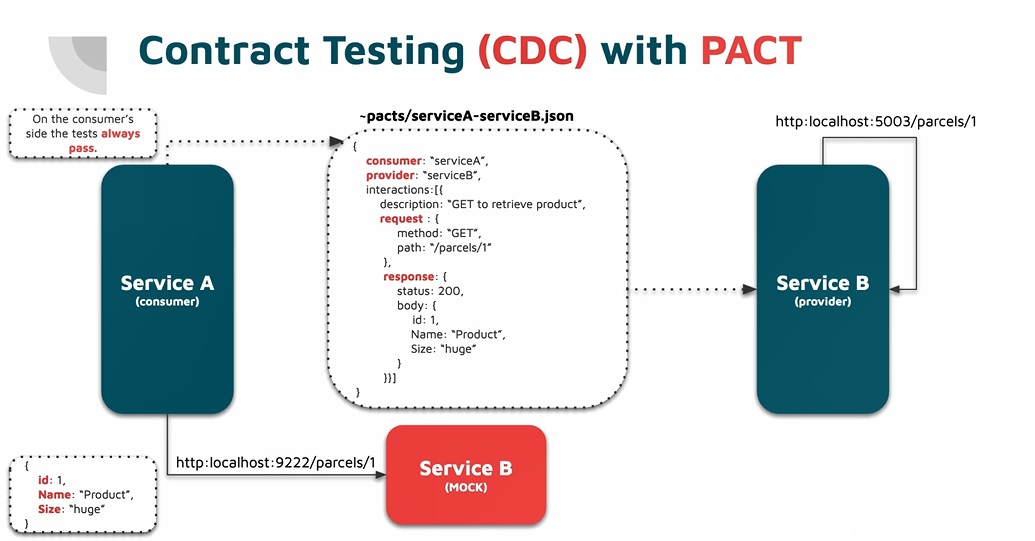 Contract Testing (CDC) with PACT
On the consumer's
side the tests always
pass.
~pacts/serviceA-serviceB.json
http:localhost:5003/parcels/1
{
consumer: "serviceA",
provider: "serviceB",
interactions:[{
description: "GET to retrieve product",
request : {
method: "GET",
path: "/parcels/1"
},
response: {
status: 200,
body: {
id: 1,
Name: "Product",
Size: "huge"
}
}}]
}
Service A
(consumer)
Service B
(provider)
http:localhost:9222/parcels/1
Service B
(MOCK)
{
id: 1,
Name: "Product",
Size: "huge"
}